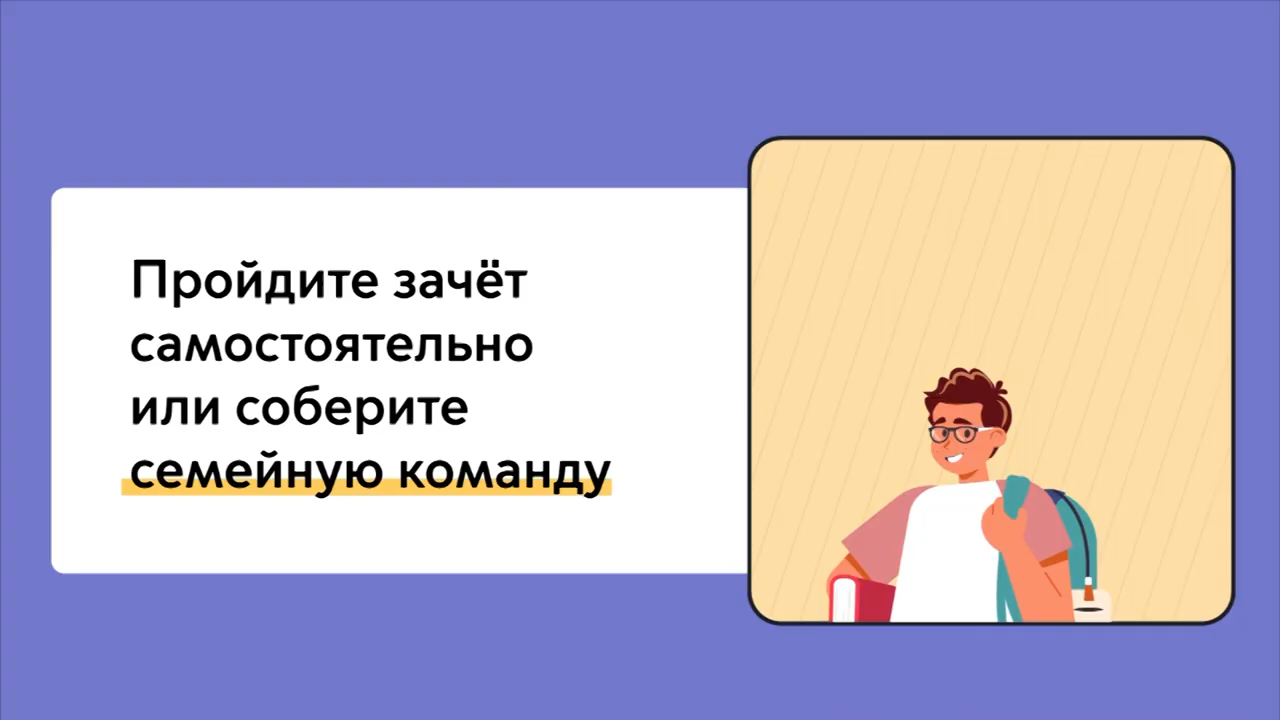 Пройдите зачёт
самостоятельно
или соберите
семейную команду